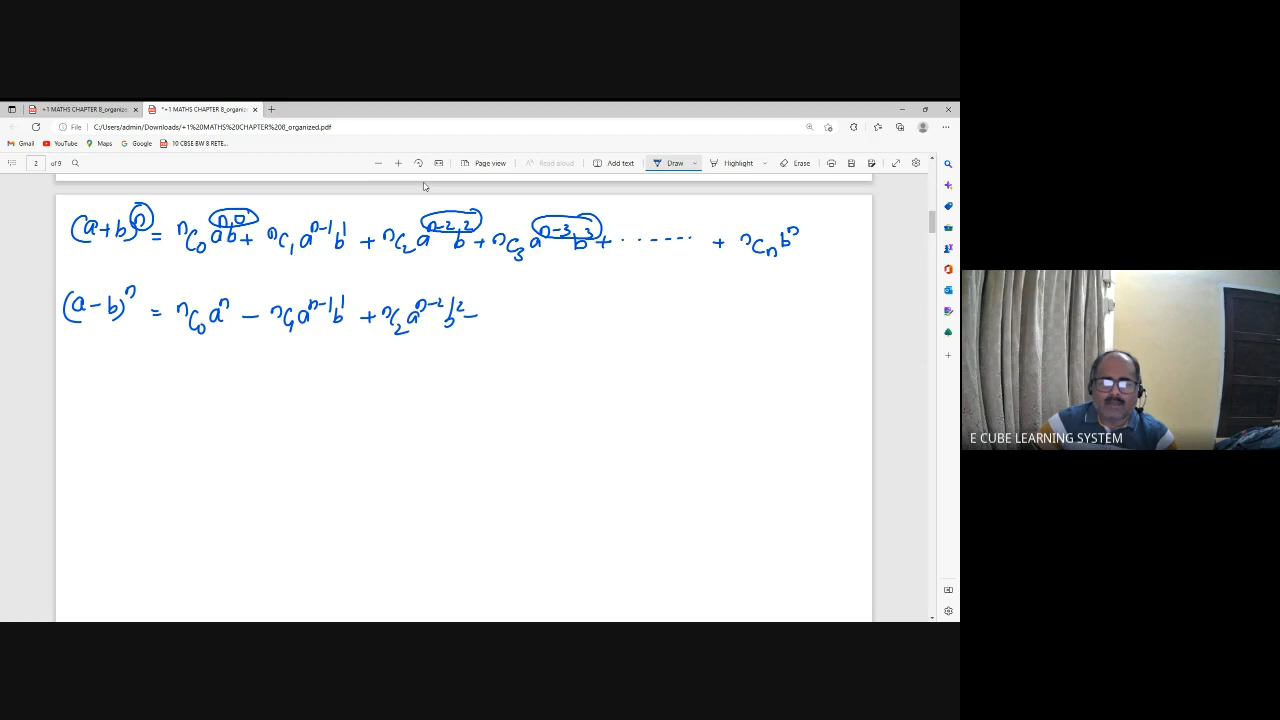 +1 MATHS CHAPTER 8_organize
*+1 MATHS CHAPTER 8_organiz
File C:/Users/admin/Downloads/+1%20MATHS%20CHAPTER%208_organized.pdf
Gmail YouTube Maps Google 10 CBSE BW 8 RETE...
2 of 9 Page view Read aloud Add text Draw Highlight Erase
(a+b)ⁿ = ⁿC₀ aⁿb⁰ + ⁿC₁ aⁿ⁻¹b¹ + ⁿC₂ aⁿ⁻²b² + ⁿC₃ aⁿ⁻³b³ + ........ + ⁿCₙ bⁿ
(a-b)ⁿ = ⁿC₀ aⁿ - ⁿC₁ aⁿ⁻¹b¹ + ⁿC₂ aⁿ⁻²b² -
E CUBE LEARNING SYSTEM